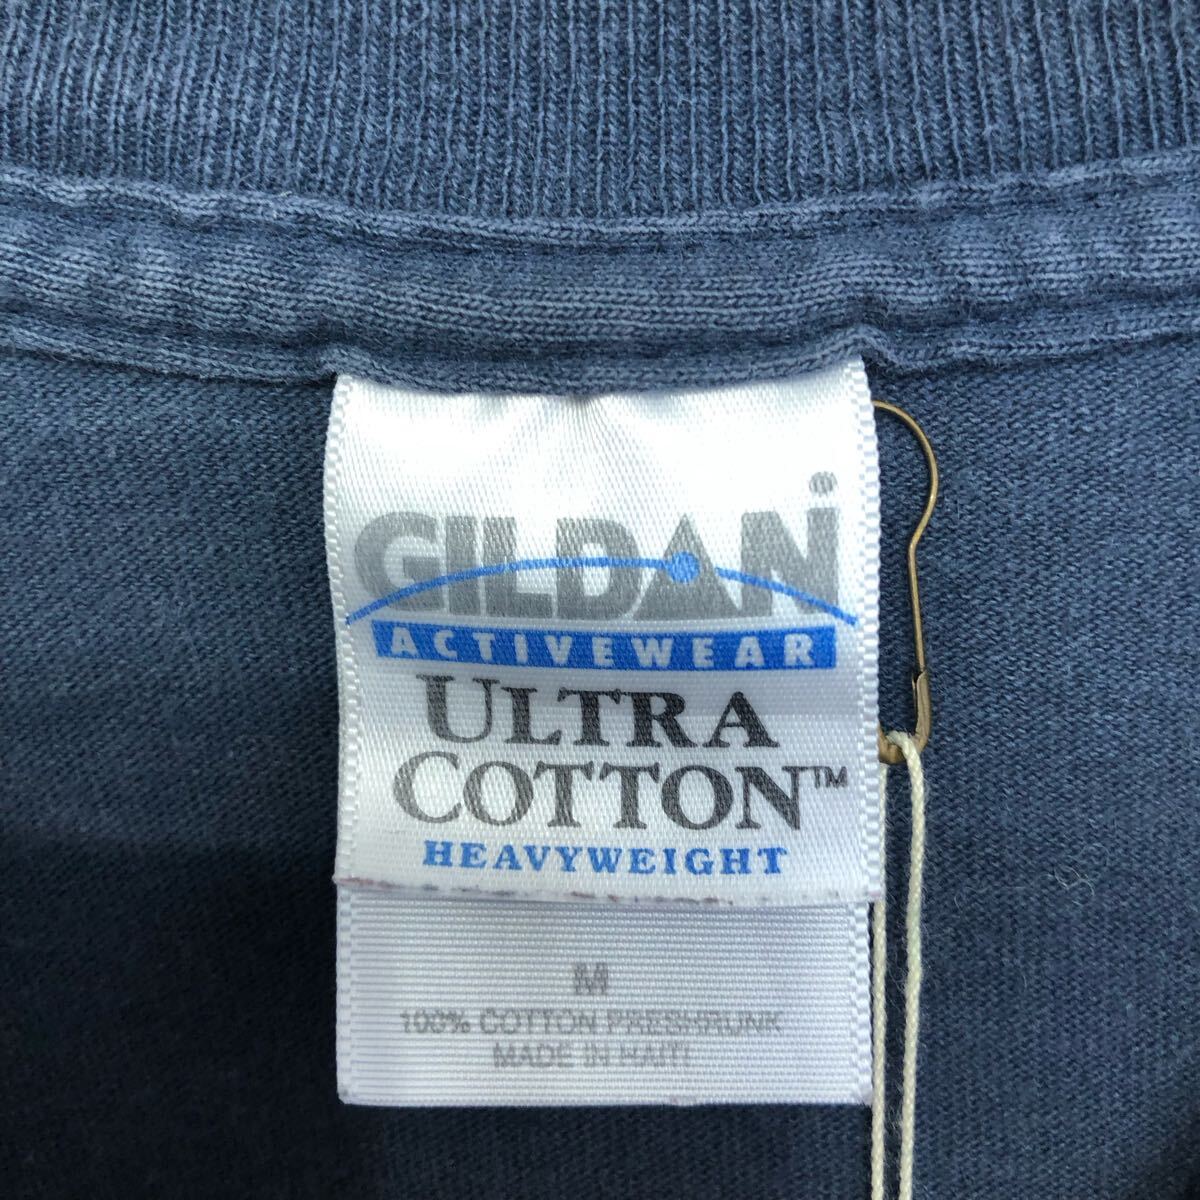 GILDAN®
ACTIVEWEAR
ULTRA
COTTON™
HEAVYWEIGHT
M
100% COTTON PRESHRUNK
MADE IN HAITI